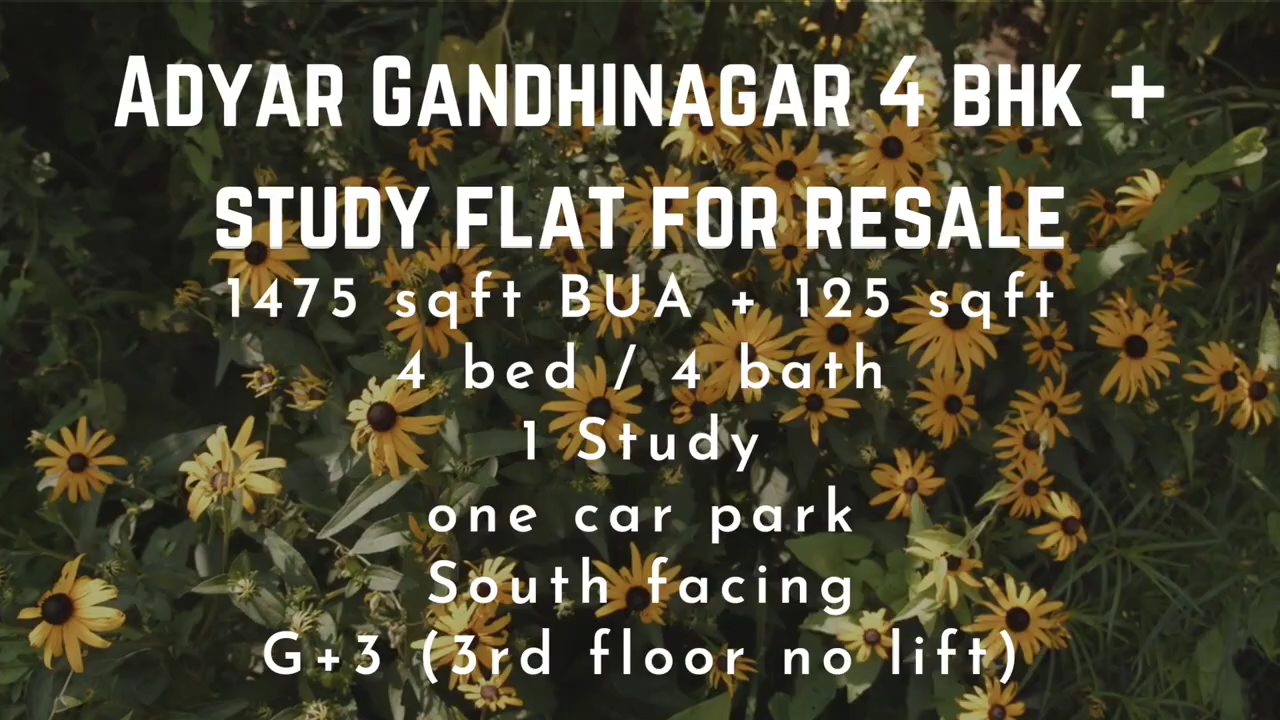 Adyar Gandhinagar 4 bhk +
study flat for resale
1475 sqft BUA + 125 sqft
4 bed / 4 bath
1 Study
one car park
South facing
G+3 (3rd floor no lift)